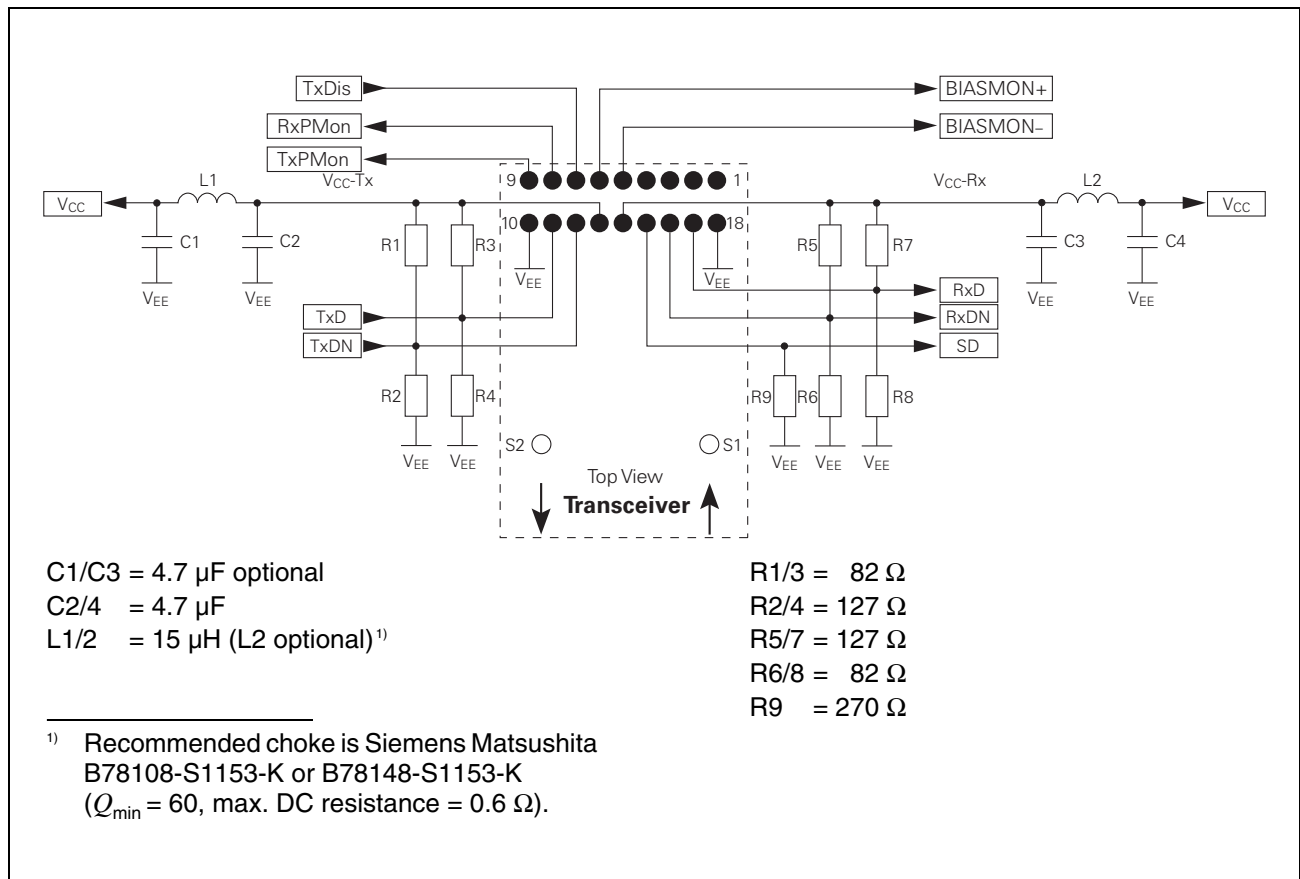 TxDis
BIASMON+
RxPMon
BIASMON–
TxPMon
9
1
VCC-Tx
VCC-Rx
L1
L2
VCC
VCC
10
18
C1
C2
R1
R3
R5
R7
C3
C4
VEE
VEE
VEE
VEE
VEE
VEE
RxD
TxD
RxDN
TxDN
SD
R2
R4
R9
R6
R8
S2
S1
VEE
VEE
VEE
VEE
VEE
Top View
Transceiver
C1/C3 = 4.7 µF optional
C2/4 = 4.7 µF
L1/2 = 15 µH (L2 optional) 1)
R1/3 = 82 Ω
R2/4 = 127 Ω
R5/7 = 127 Ω
R6/8 = 82 Ω
R9 = 270 Ω
1) Recommended choke is Siemens Matsushita
B78108-S1153-K or B78148-S1153-K
(Qmin = 60, max. DC resistance = 0.6 Ω).